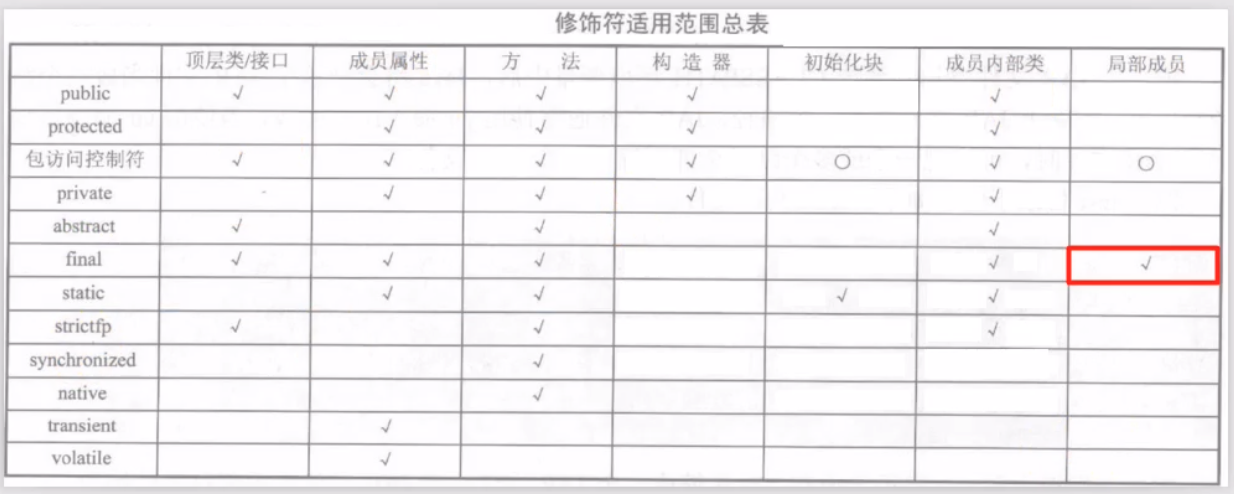 修饰符适用范围总表
顶层类/接口 成员属性 方 法 构 造 器 初始化块 成员内部类 局部成员
public √ √ √ √ √
protected √ √ √ √
包访问控制符 √ √ √ √ ○ √ ○
private √ √ √ √
abstract √ √ √
final √ √ √ √ √
static √ √ √ √
strictfp √ √ √
synchronized √
native √
transient √
volatile √